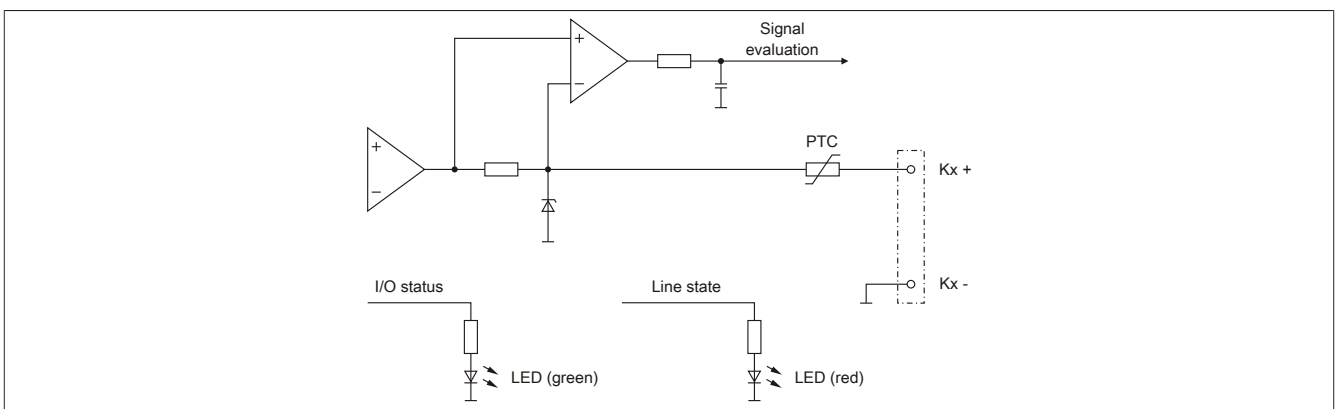 Signal
evaluation
+
−
PTC
+
−
Kx +
Kx -
I/O status
Line state
LED (green)
LED (red)